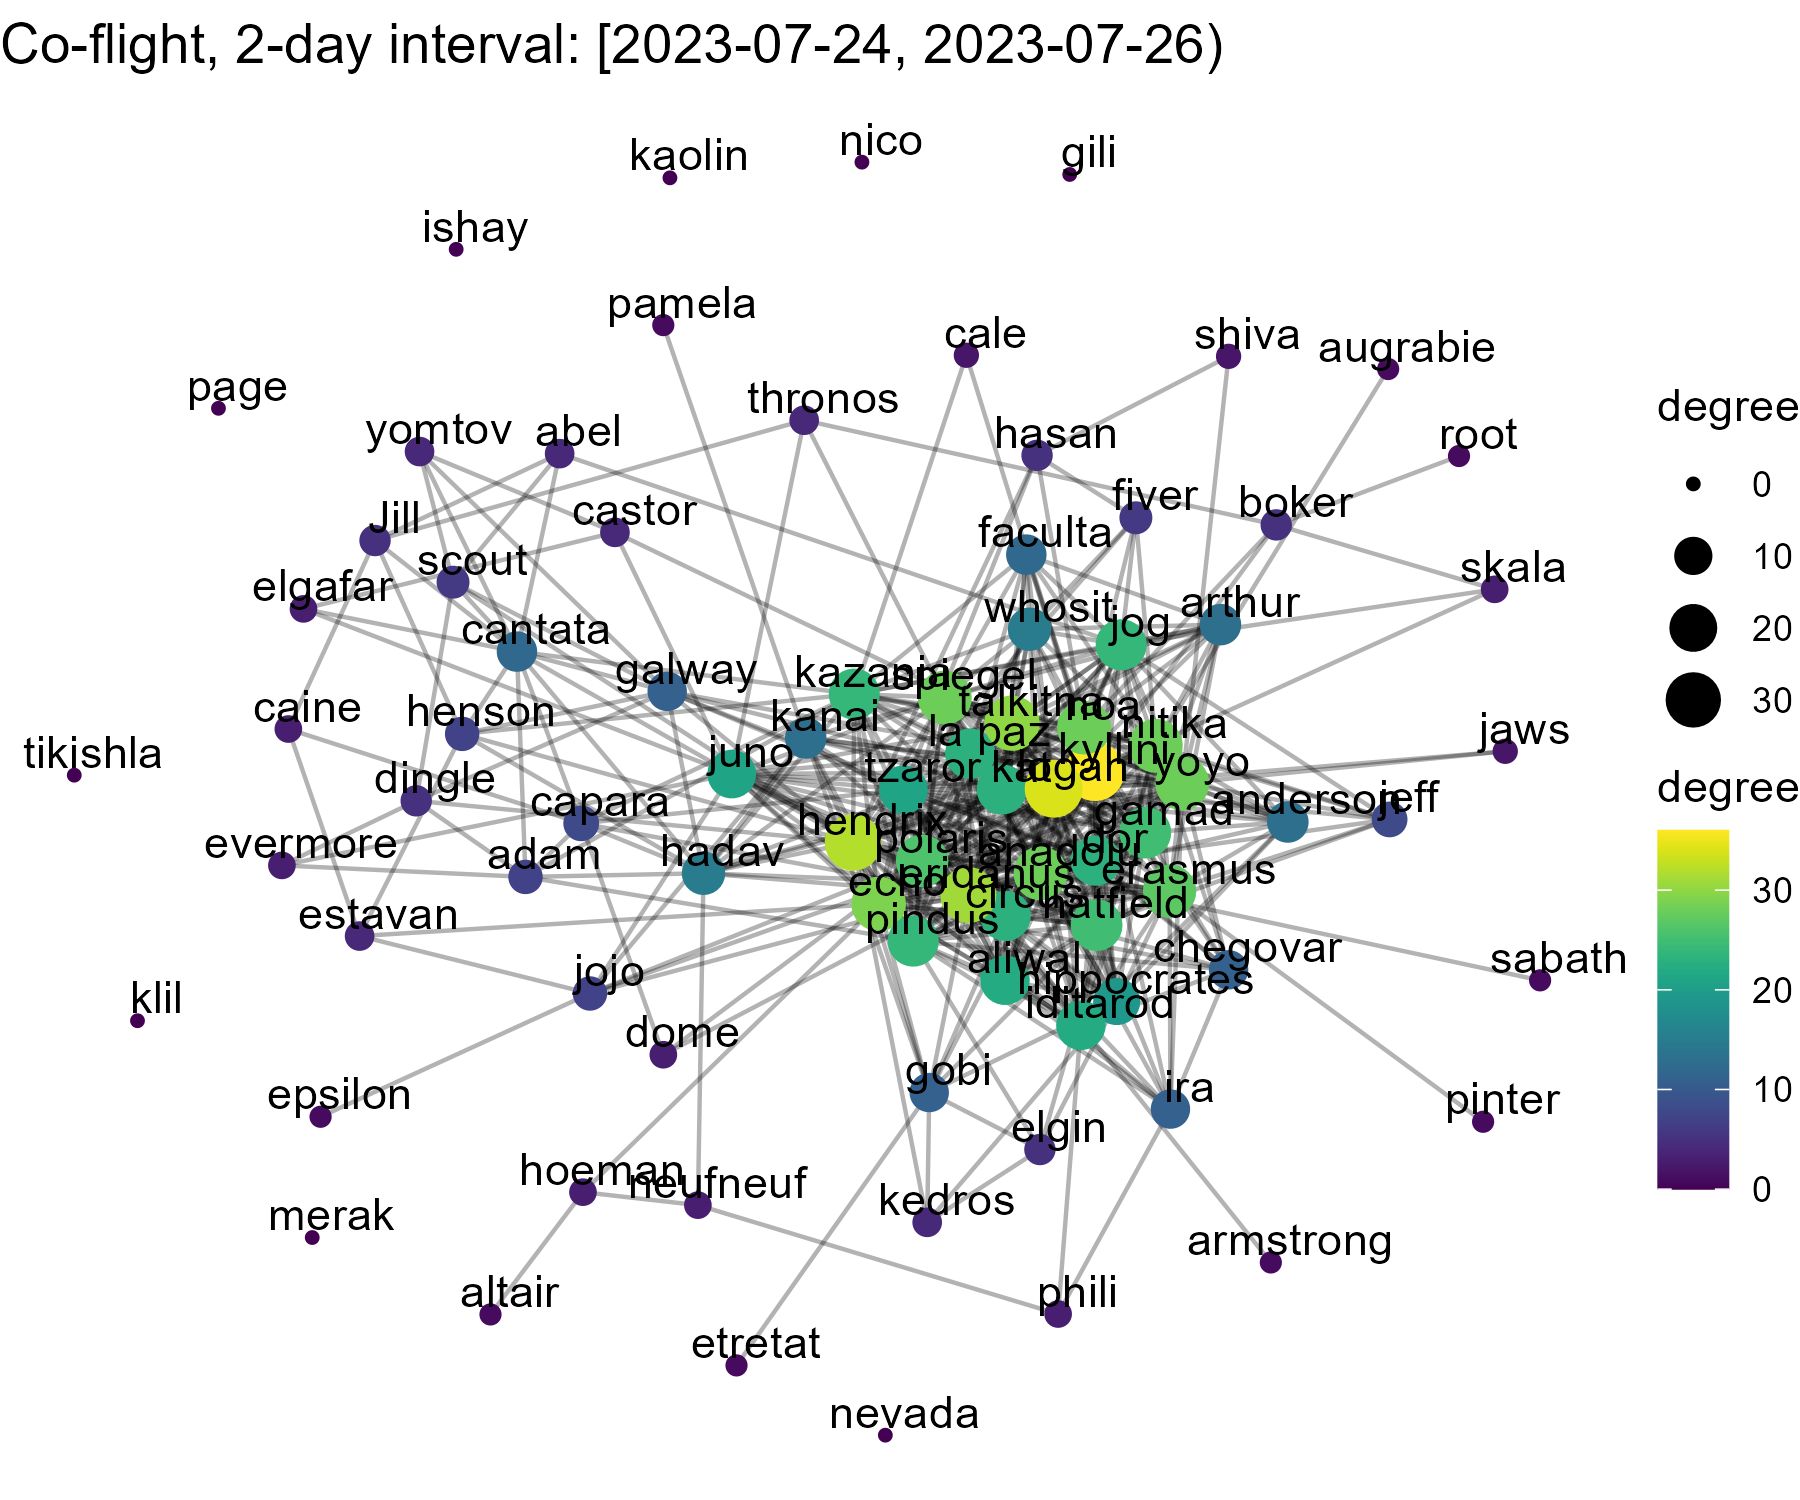 Co-flight, 2-day interval: [2023-07-24, 2023-07-26)
nico
kaolin
gili
ishay
pamela
cale
shiva
augrabie
page
thronos
yomtov
abel
hasan
root
degree
0
10
20
30
castor
Jill
fiver
boker
faculta
scout
elgafar
skala
cantata
whosit
jog
arthur
galway
spiegel
talkitna
noa
caine
henson
kanai
la paz
nitika
jaws
tikishla
juno
kyllini
yoyo
tzaror
dingle
capara
anderson
jeff
degree
30
20
10
0
hendrix
gamad
evermore
adam
hadav
polaris
anadolu
erasmus
echo
eridanus
circus
hatfield
estavan
pindus
chegovar
sabath
aliwal
jojo
hippocrates
klil
iditarod
dome
gobi
epsilon
ira
pinter
elgin
hoeman
neufneuf
kedros
merak
armstrong
altair
phili
etretat
nevada